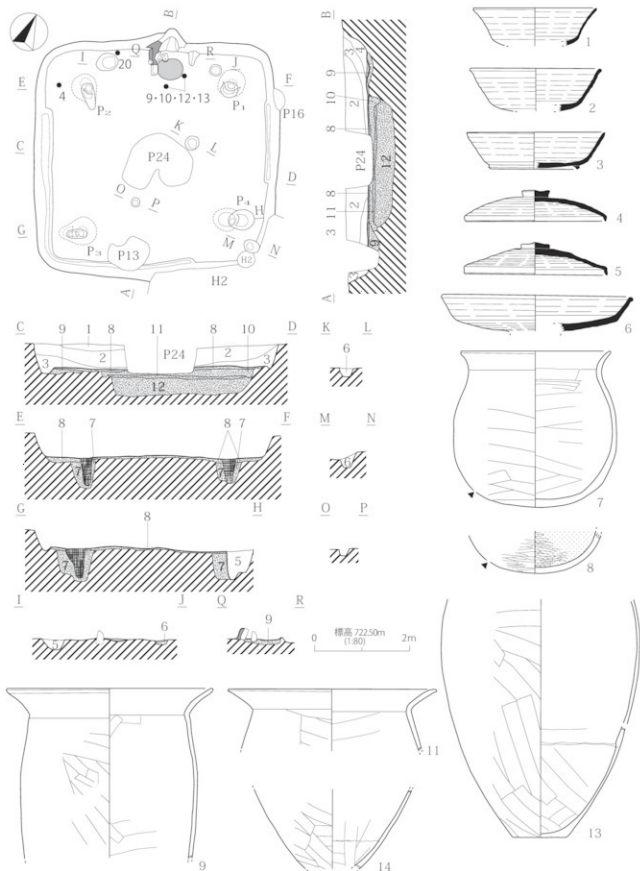 B
I
Q
R
J
20
E
4
P₂
9・10・12・13
P₁
F
P16
K
L
C
P24
D
O
P
P₄
H
G
M
N
P₃
P13
H2
A
H2
B
3
4
9
10
2
8
P24
12
8
11
2
3
9
3
A
1
2
3
4
5
6
7
8
C
9
1
8
11
8
10
D
3
2
P24
2
3
12
K
L
6
E
8
7
8
7
F
7
7
M
N
6
G
8
H
7
7
5
O
P
I
J
Q
R
5
6
9
標高 722.50m
0
(1:80)
2m
9
11
14
13